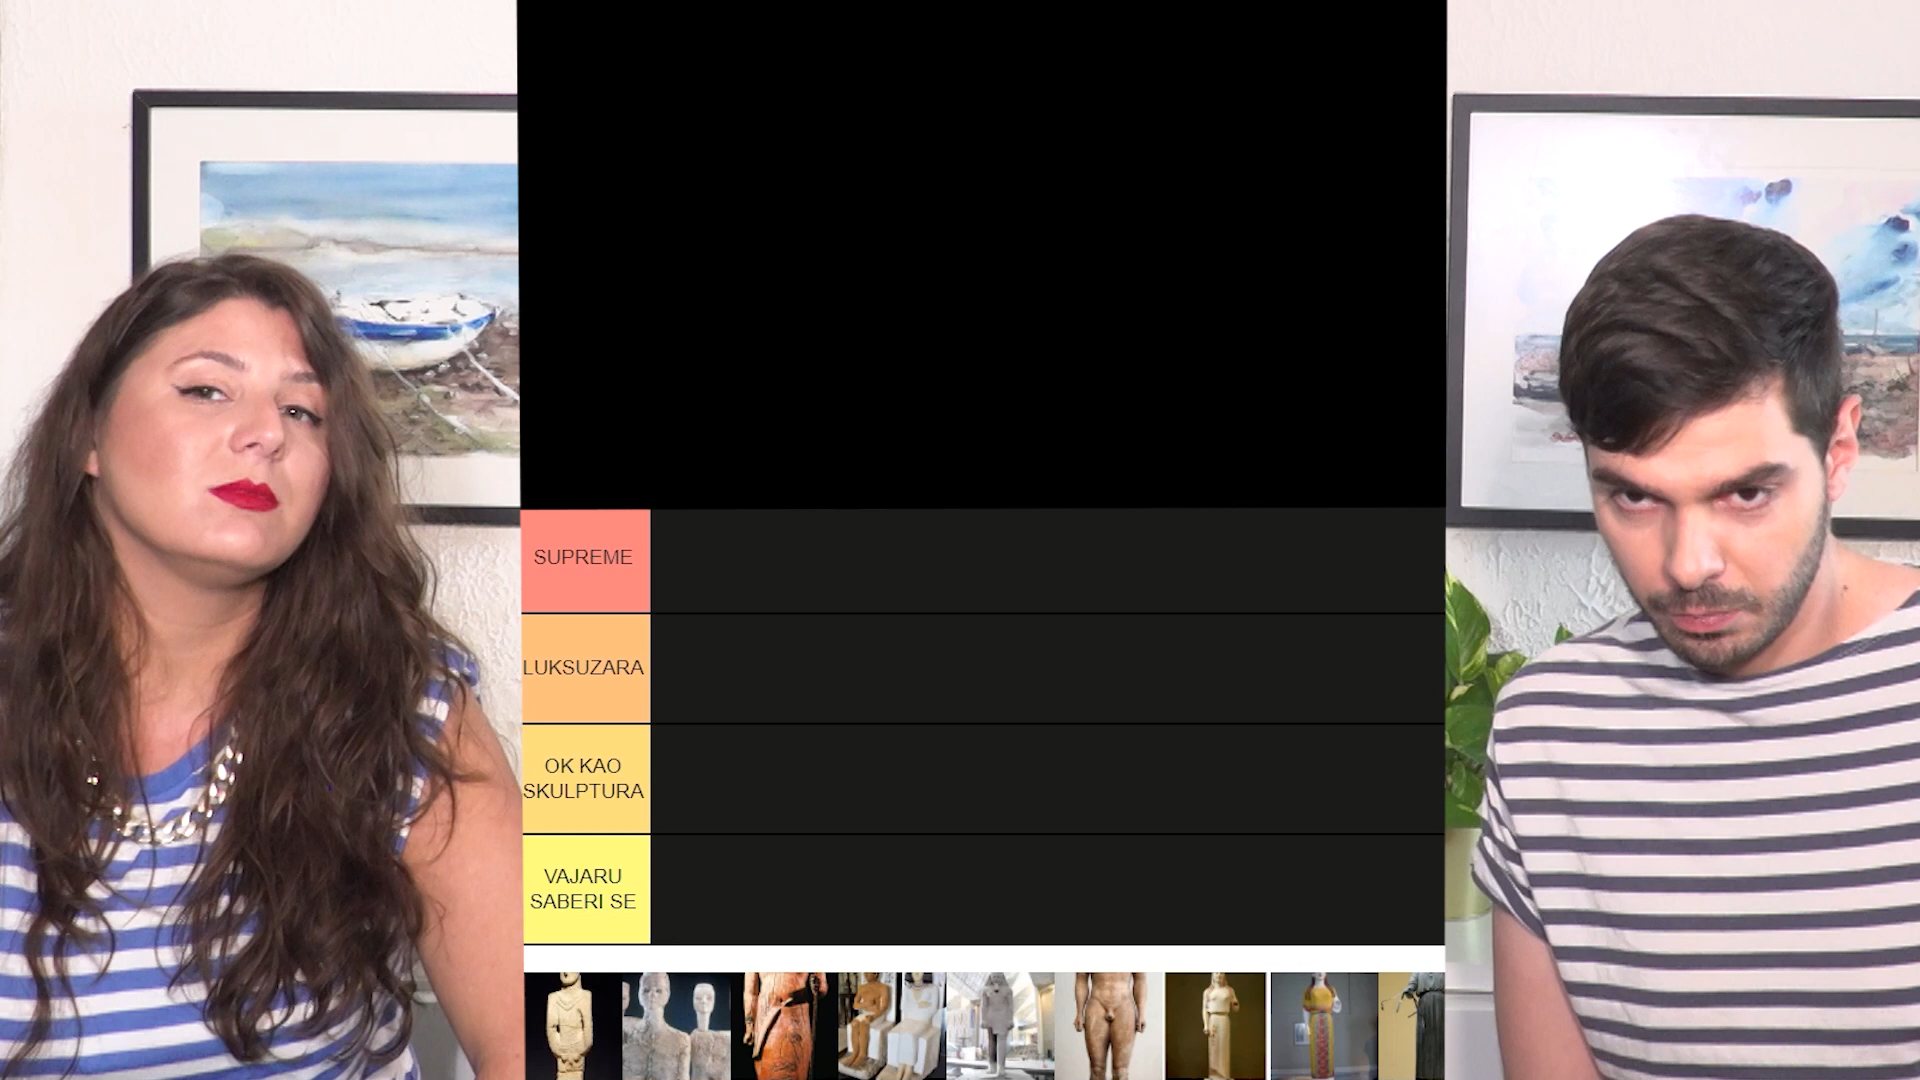 SUPREME
LUKSUZARA
OK KAO
SKULPTURA
VAJARU
SABERI SE